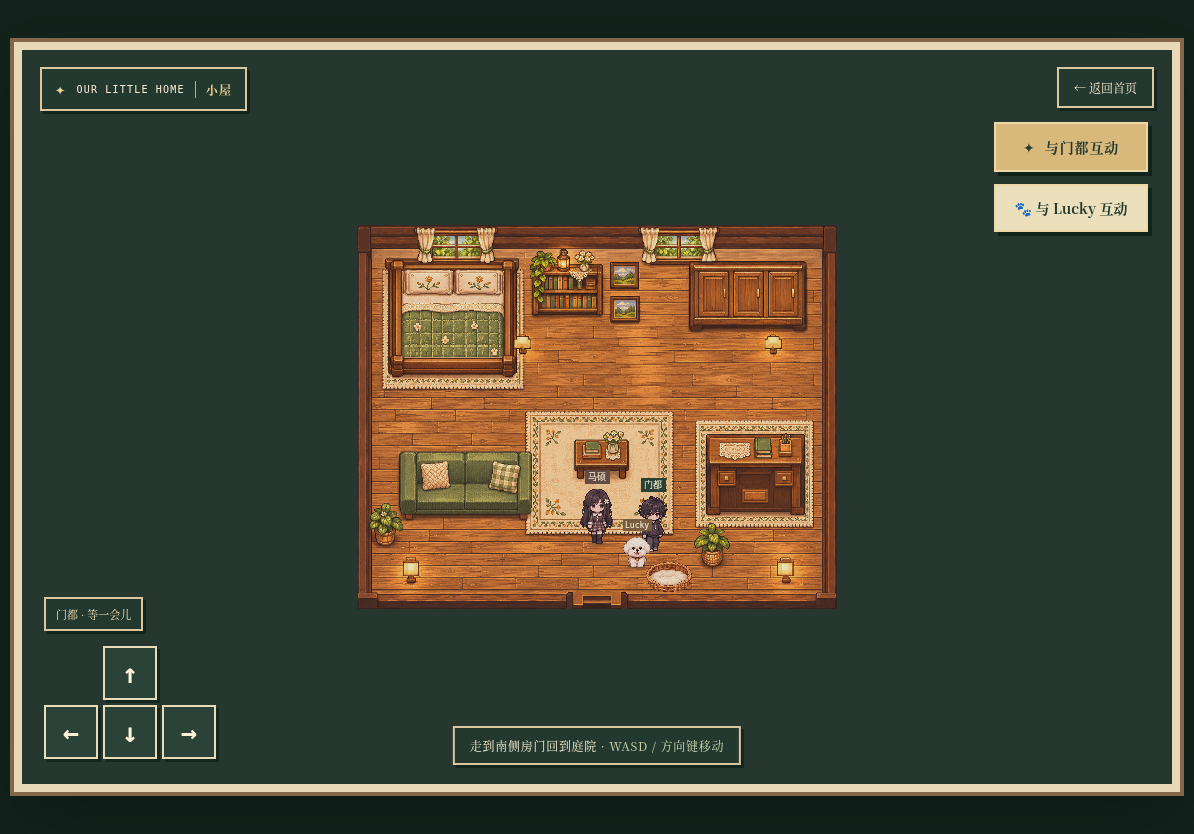 ✦ OUR LITTLE HOME | 小屋
← 返回首页
✦ 与门都互动
🐾 与 Lucky 互动
马硕
门都
Lucky
门都 · 等一会儿
↑
← ↓ →
走到南侧房门回到庭院 · WASD / 方向键移动